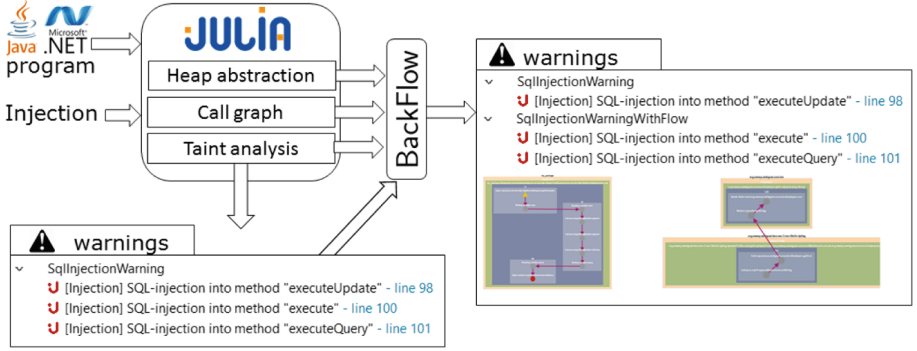 Java
Microsoft®
.NET
program
Injection
JULIA
Heap abstraction
Call graph
Taint analysis
BackFlow
warnings
SqlInjectionWarning
[Injection] SQL-injection into method "executeUpdate" - line 98
SqlInjectionWarningWithFlow
[Injection] SQL-injection into method "execute" - line 100
[Injection] SQL-injection into method "executeQuery" - line 101
warnings
SqlInjectionWarning
[Injection] SQL-injection into method "executeUpdate" - line 98
[Injection] SQL-injection into method "execute" - line 100
[Injection] SQL-injection into method "executeQuery" - line 101